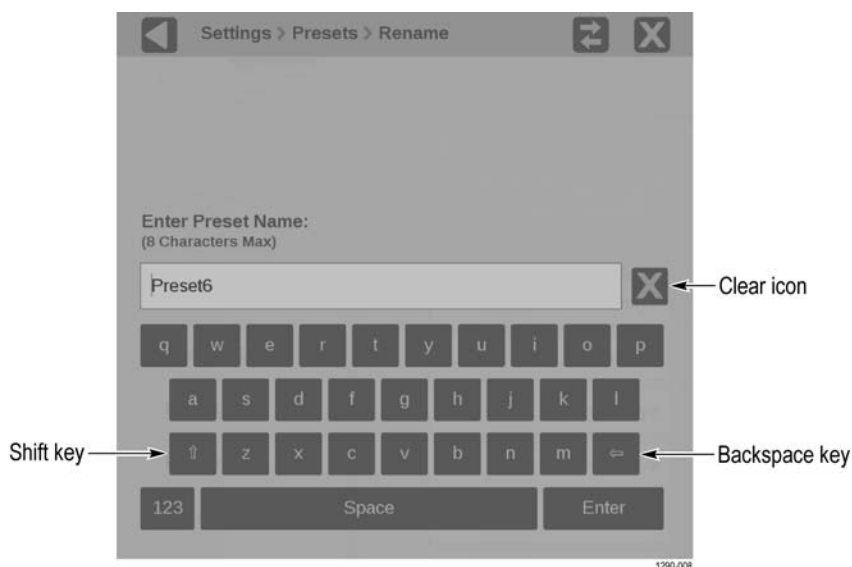 Settings > Presets > Rename
Enter Preset Name:
(8 Characters Max)
Preset6
Clear icon
q w e r t y u i o p
a s d f g h j k l
Shift key
z x c v b n m
Backspace key
123 Space Enter
1290-008